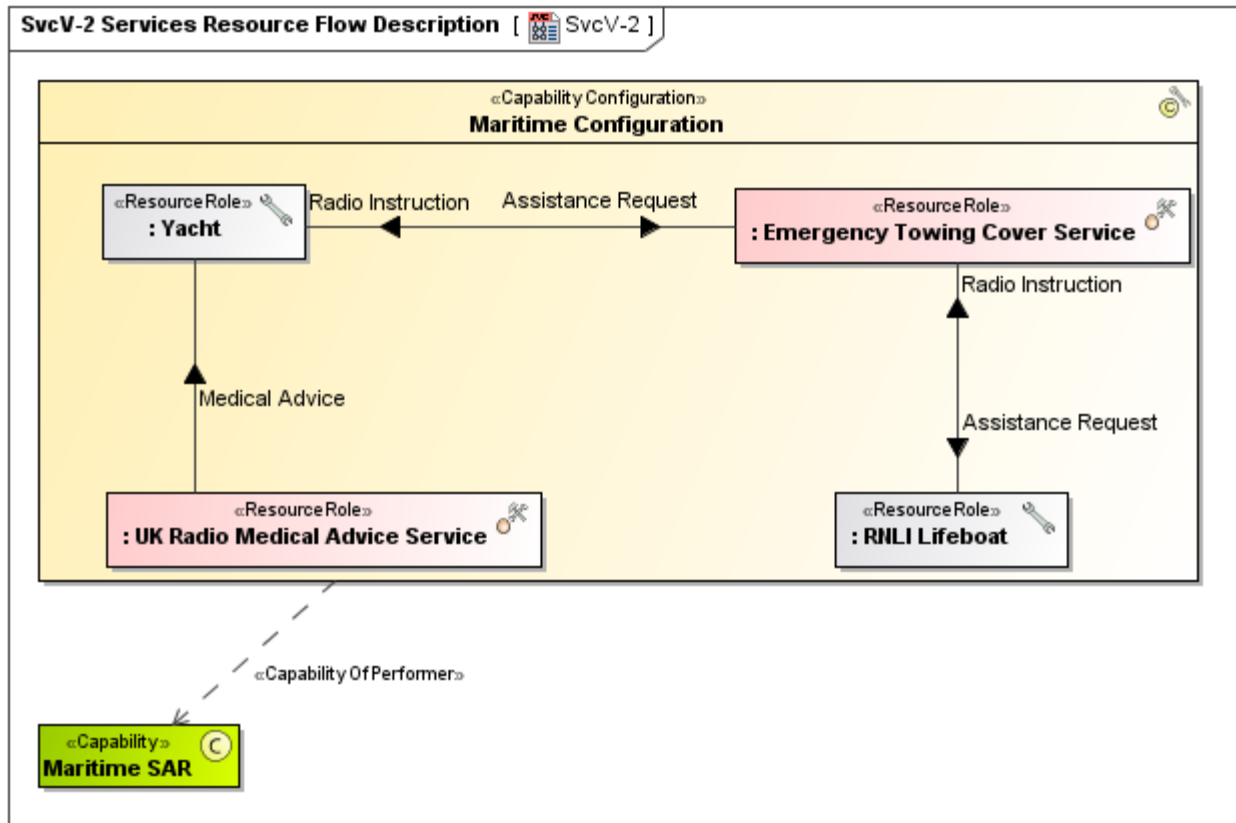 SvcV-2 Services Resource Flow Description [ SvcV-2 ]
«Capability Configuration»
Maritime Configuration
«ResourceRole»
: Yacht
Radio Instruction
Assistance Request
«ResourceRole»
: Emergency Towing Cover Service
Radio Instruction
Medical Advice
Assistance Request
«ResourceRole»
: UK Radio Medical Advice Service
«ResourceRole»
: RNLI Lifeboat
«Capability Of Performer»
«Capability»
C
Maritime SAR